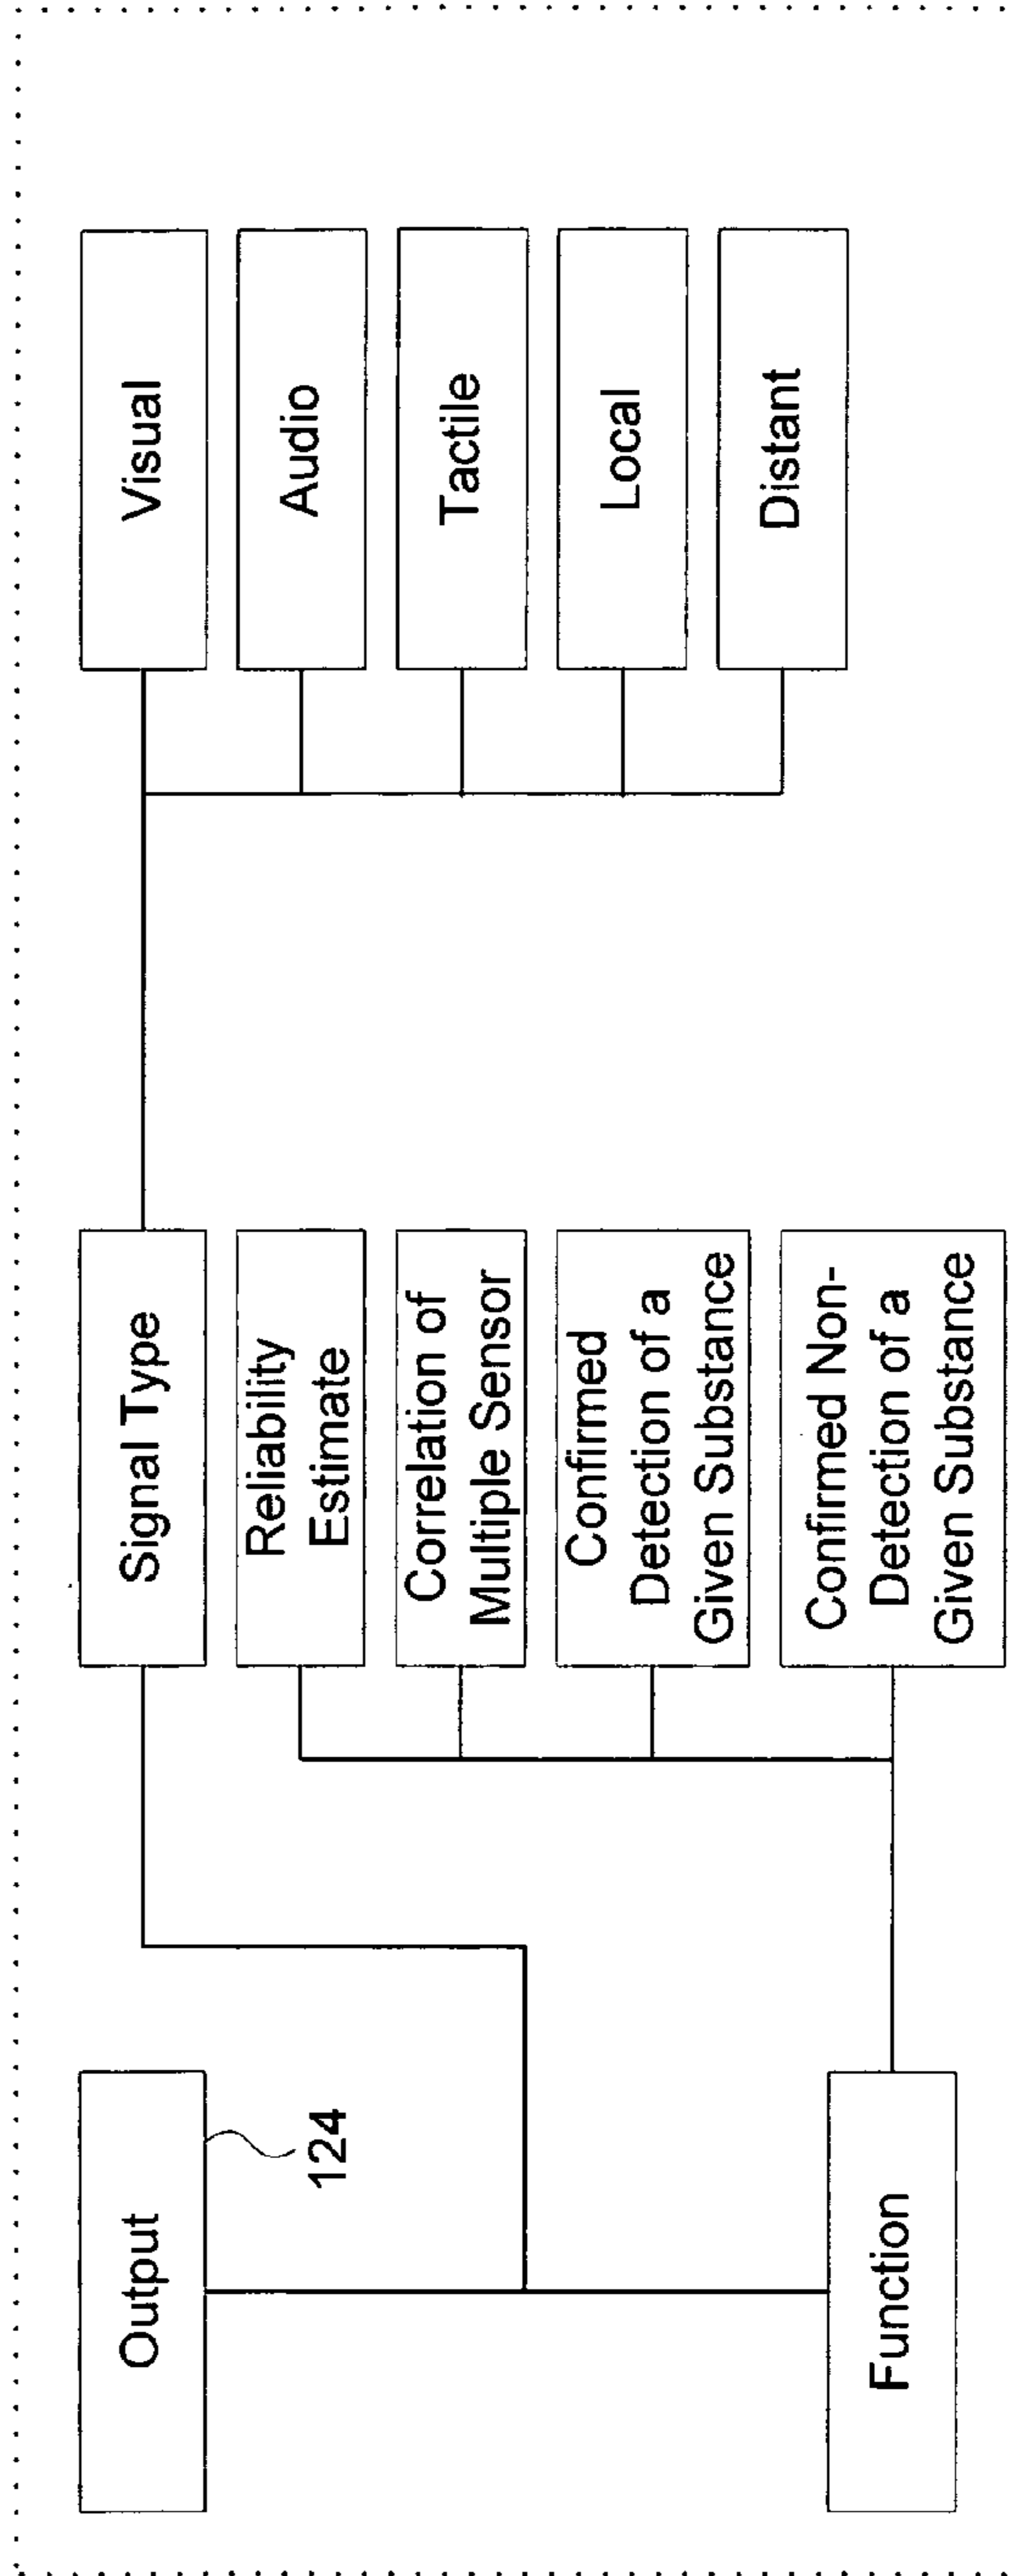 Output
124
Function
Signal Type
Reliability
Estimate
Correlation of
Multiple Sensor
Confirmed
Detection of a
Given Substance
Confirmed Non-
Detection of a
Given Substance
Visual
Audio
Tactile
Local
Distant